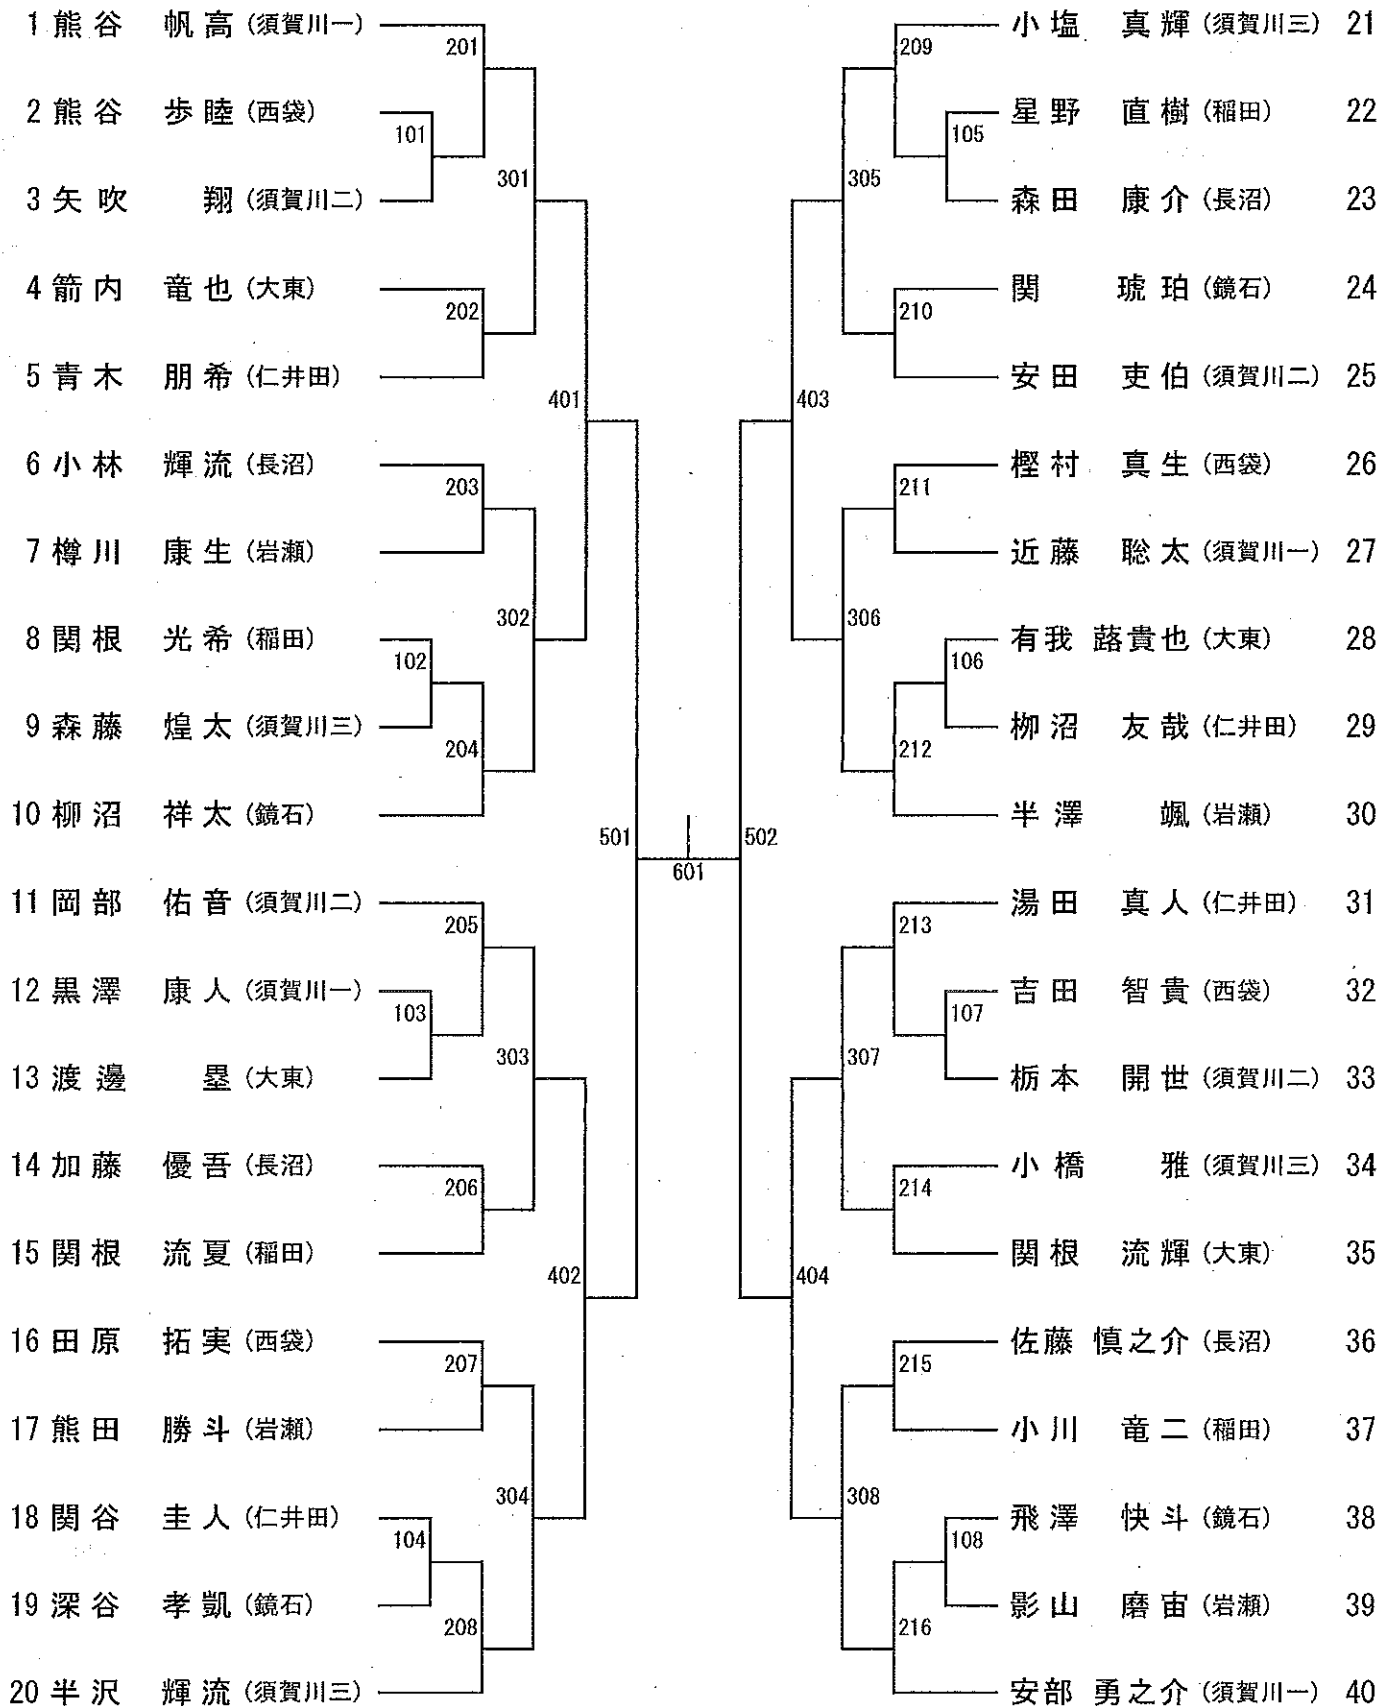 1 熊谷 帆高 (須賀川一)
201
2 熊谷 歩睦 (西袋)
101
301
3 矢吹 翔 (須賀川二)
4 箭内 竜也 (大東)
202
5 青木 朋希 (仁井田)
401
6 小林 輝流 (長沼)
203
7 樽川 康生 (岩瀬)
302
8 関根 光希 (稲田)
102
9 森藤 煌太 (須賀川三)
204
10 柳沼 祥太 (鏡石)
501
11 岡部 佑音 (須賀川二)
205
12 黒澤 康人 (須賀川一)
103
303
13 渡邊 塁 (大東)
14 加藤 優吾 (長沼)
206
15 関根 流夏 (稲田)
402
16 田原 拓実 (西袋)
207
17 熊田 勝斗 (岩瀬)
304
18 関谷 圭人 (仁井田)
104
19 深谷 孝凱 (鏡石)
208
20 半沢 輝流 (須賀川三)
601
小塩 真輝 (須賀川三) 21
209
星野 直樹 (稲田) 22
105
305
森田 康介 (長沼) 23
関 琥珀 (鏡石) 24
210
安田 吏伯 (須賀川二) 25
403
樫村 真生 (西袋) 26
211
近藤 聡太 (須賀川一) 27
306
有我 蕗貴也 (大東) 28
106
柳沼 友哉 (仁井田) 29
212
半澤 颯 (岩瀬) 30
502
湯田 真人 (仁井田) 31
213
吉田 智貴 (西袋) 32
107
307
栃本 開世 (須賀川二) 33
小橋 雅 (須賀川三) 34
214
関根 流輝 (大東) 35
404
佐藤 慎之介 (長沼) 36
215
小川 竜二 (稲田) 37
308
飛澤 快斗 (鏡石) 38
108
影山 磨宙 (岩瀬) 39
216
安部 勇之介 (須賀川一) 40